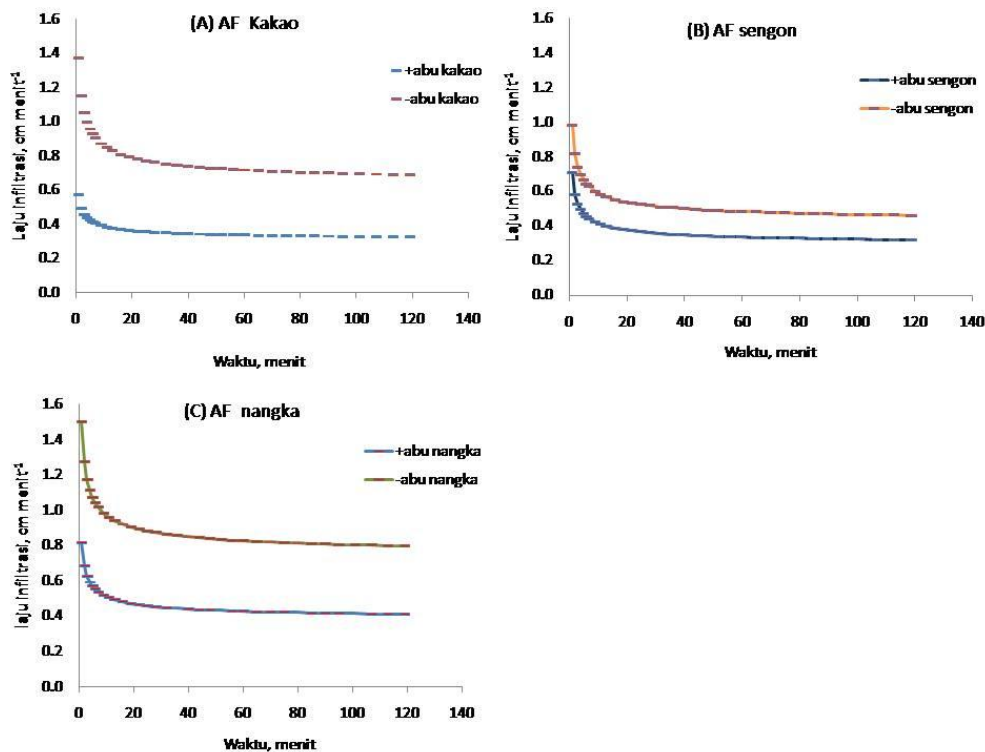 (A) AF Kakao
1.6
1.4
1.2
1.0
0.8
0.6
0.4
0.2
0.0
Laju Infiltrasi, cm menit-1
+abu kakao
-abu kakao
0 20 40 60 80 100 120 140
Waktu, menit
(B) AF sengon
1.6
1.4
1.2
1.0
0.8
0.6
0.4
0.2
0.0
Laju Infiltrasi, cm menit-1
+abu sengon
-abu sengon
0 20 40 60 80 100 120 140
Waktu, menit
(C) AF nangka
1.6
1.4
1.2
1.0
0.8
0.6
0.4
0.2
0.0
laju Infiltrasi, cm menit-1
+abu nangka
-abu nangka
0 20 40 60 80 100 120 140
Waktu, menit